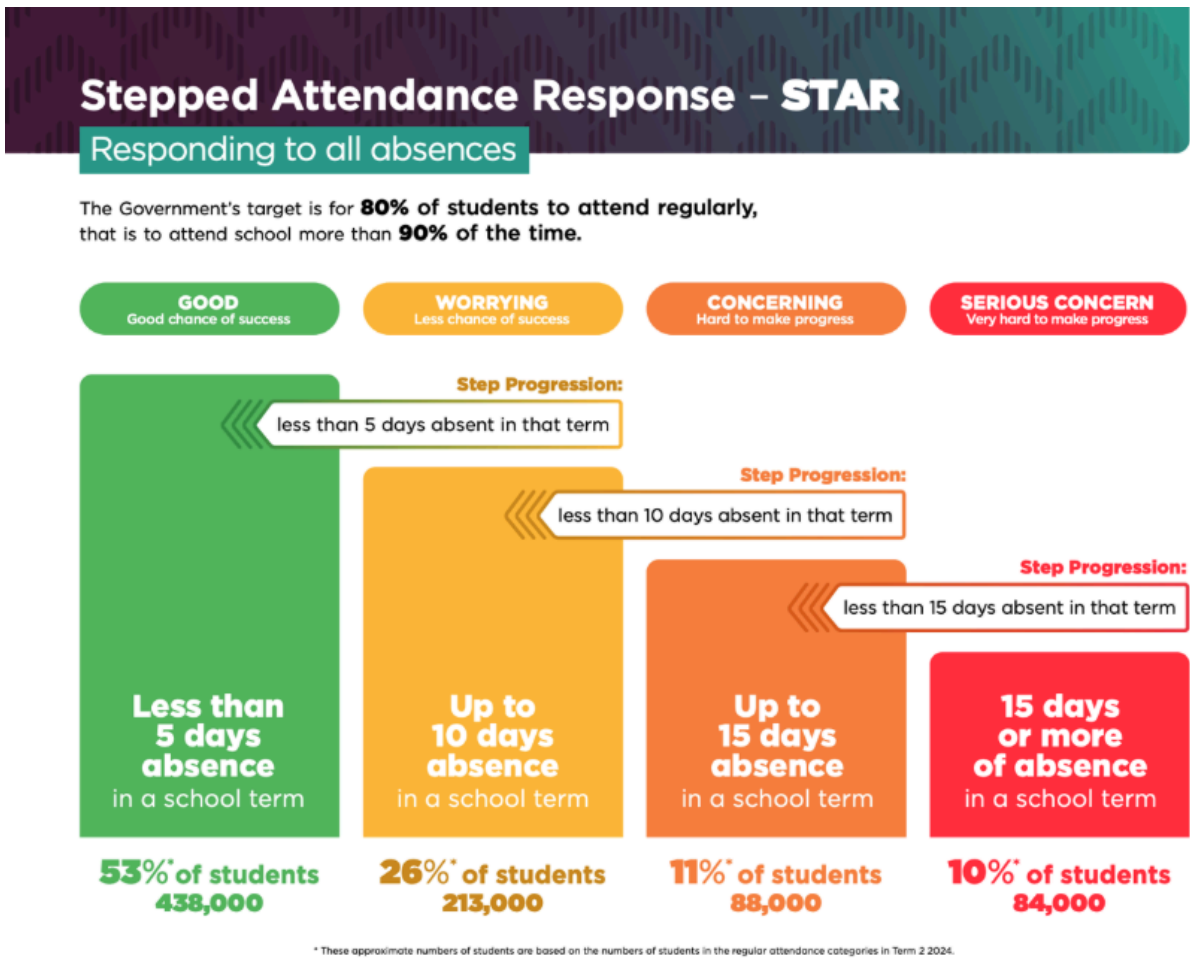 Stepped Attendance Response – STAR
Responding to all absences
The Government's target is for 80% of students to attend regularly,
that is to attend school more than 90% of the time.
GOOD
Good chance of success
WORRYING
Less chance of success
CONCERNING
Hard to make progress
SERIOUS CONCERN
Very hard to make progress
Step Progression:
less than 5 days absent in that term
Step Progression:
less than 10 days absent in that term
Step Progression:
less than 15 days absent in that term
Less than
5 days
absence
in a school term
Up to
10 days
absence
in a school term
Up to
15 days
absence
in a school term
15 days
or more
of absence
in a school term
53%* of students
438,000
26%* of students
213,000
11%* of students
88,000
10%* of students
84,000
* These approximate numbers of students are based on the numbers of students in the regular attendance categories in Term 2 2024.